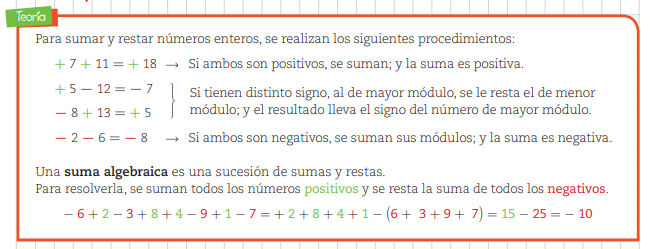 Teoría
Para sumar y restar números enteros, se realizan los siguientes procedimientos:
+ 7 + 11 = + 18 → Si ambos son positivos, se suman; y la suma es positiva.
+ 5 − 12 = − 7
− 8 + 13 = + 5
Si tienen distinto signo, al de mayor módulo, se le resta el de menor
módulo; y el resultado lleva el signo del número de mayor módulo.
− 2 − 6 = − 8 → Si ambos son negativos, se suman sus módulos; y la suma es negativa.
Una suma algebraica es una sucesión de sumas y restas.
Para resolverla, se suman todos los números positivos y se resta la suma de todos los negativos.
− 6 + 2 − 3 + 8 + 4 − 9 + 1 − 7 = + 2 + 8 + 4 + 1 − (6 + 3 + 9 + 7) = 15 − 25 = − 10